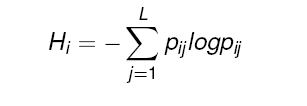 H_i = -\sum_{j=1}^{L} p_{ij} log p_{ij}